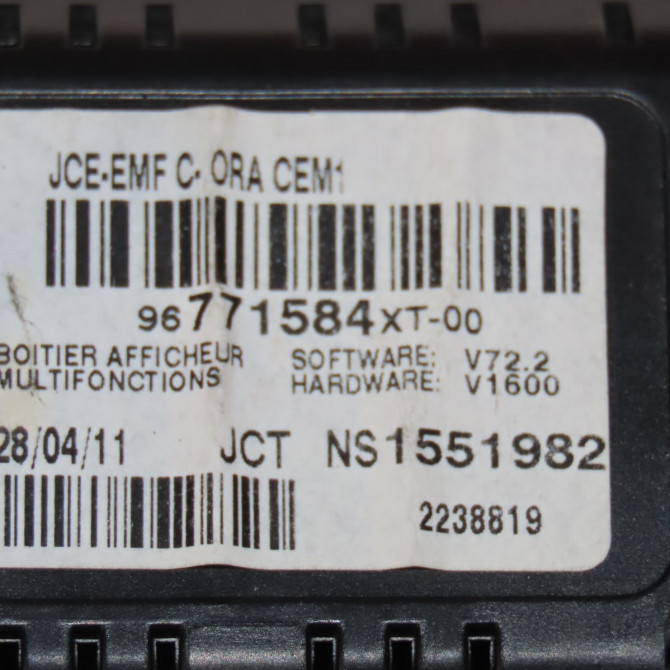 JCE-EMF C- ORA CEM1
96771584XT-00
BOITIER AFFICHEUR SOFTWARE: V72.2
MULTIFONCTIONS HARDWARE: V1600
28/04/11 JCT NS1551982
2238819